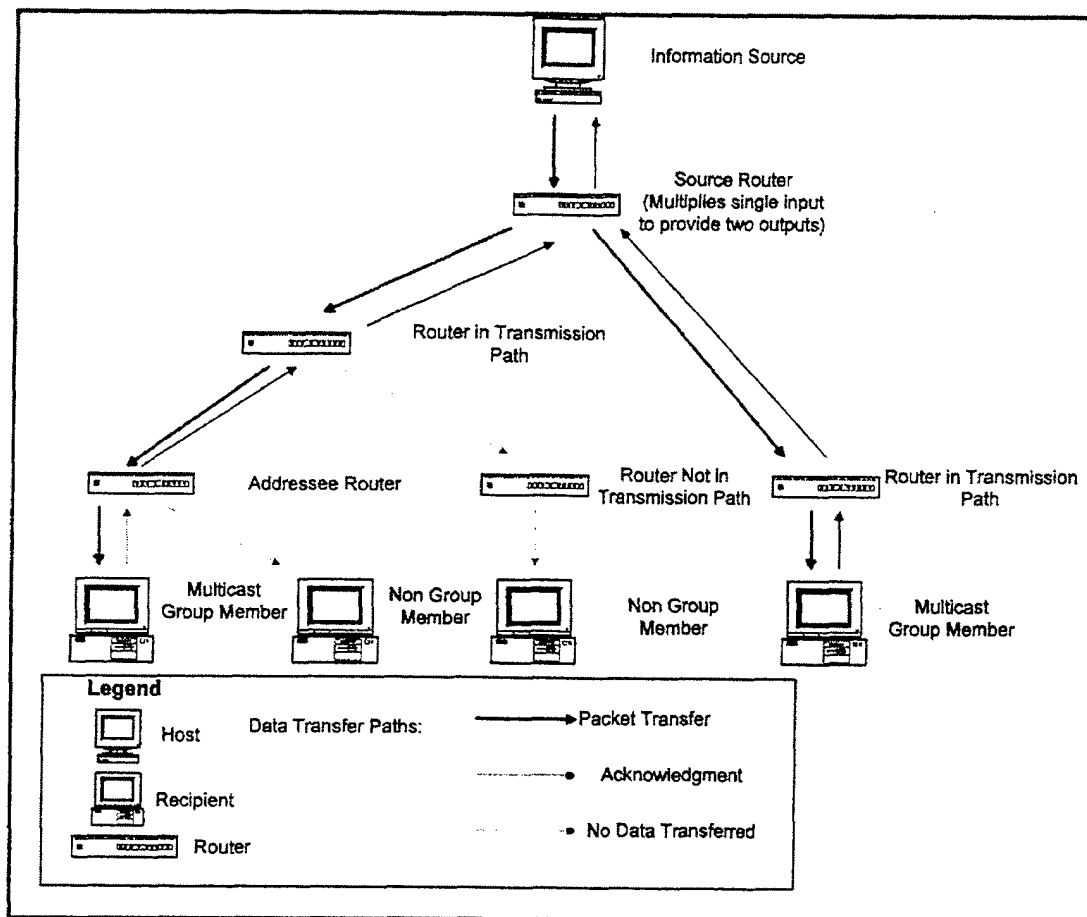 Information Source
Source Router
(Multiplies single input
to provide two outputs)
Router in Transmission
Path
Addressee Router
Router Not In
Transmission Path
Router in Transmission
Path
Multicast
Group Member
Non Group
Member
Non Group
Member
Multicast
Group Member
Legend
Host
Recipient
Router
Data Transfer Paths:
Packet Transfer
Acknowledgment
No Data Transferred